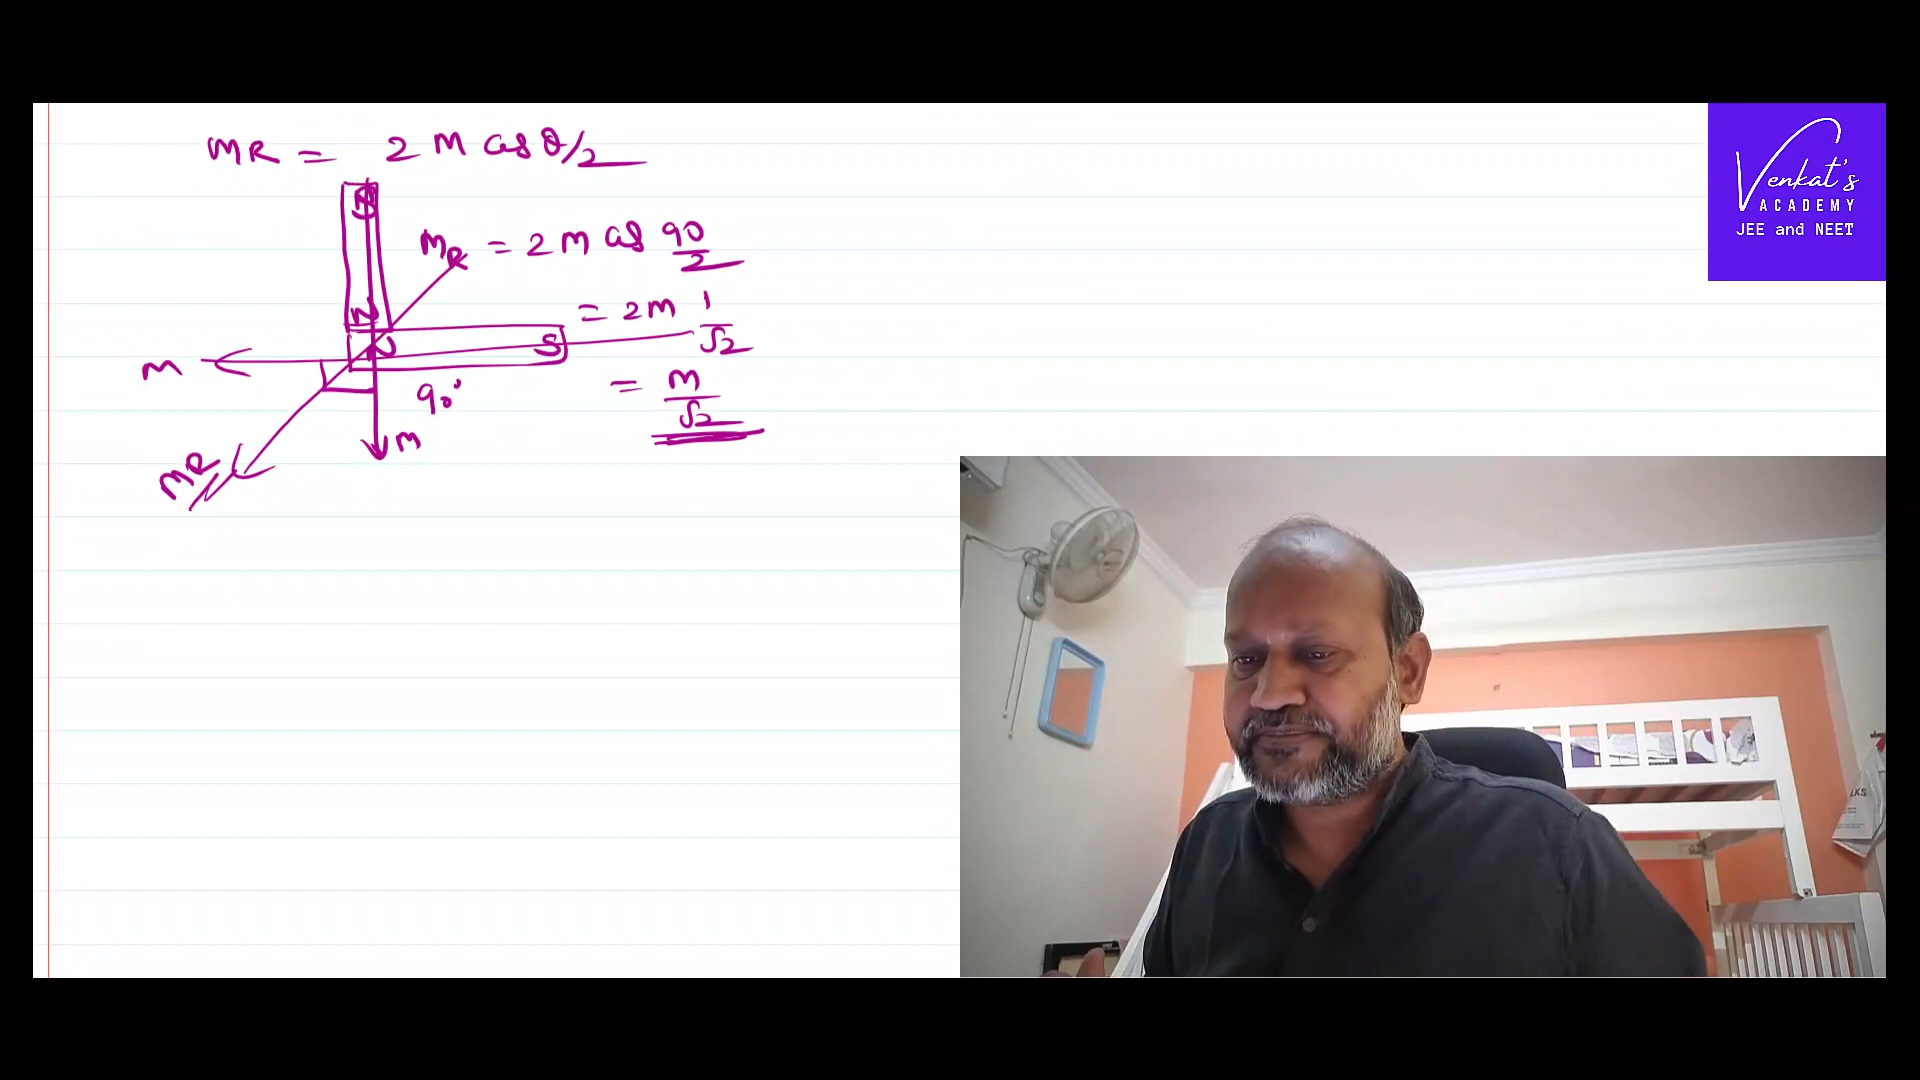 MR = 2 M cos θ/2
S
MR = 2 M cos 90/2
N
= 2M 1/√2
N S
M
= M/√2
90°
M
MR
Venkat's
ACADEMY
JEE and NEET